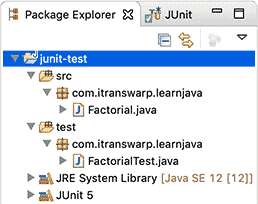 Package Explorer JUnit
junit-test
src
com.itranswarp.learnjava
Factorial.java
test
com.itranswarp.learnjava
FactorialTest.java
JRE System Library [Java SE 12 [12]]
JUnit 5